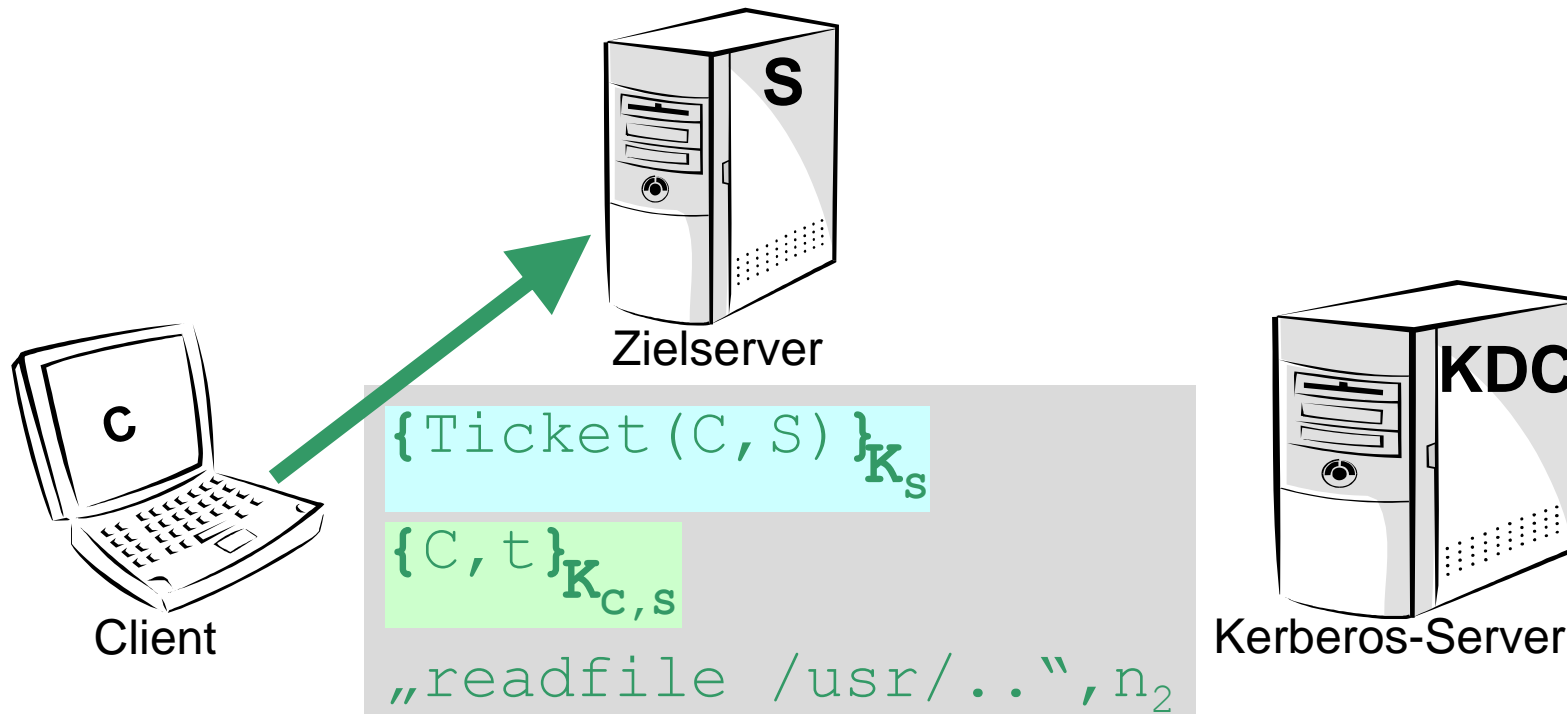 S
Zielserver
KDC
C
{Ticket(C,S)}Ks
{C,t}Kc,s
Client
Kerberos-Server
„readfile /usr/..“,n2